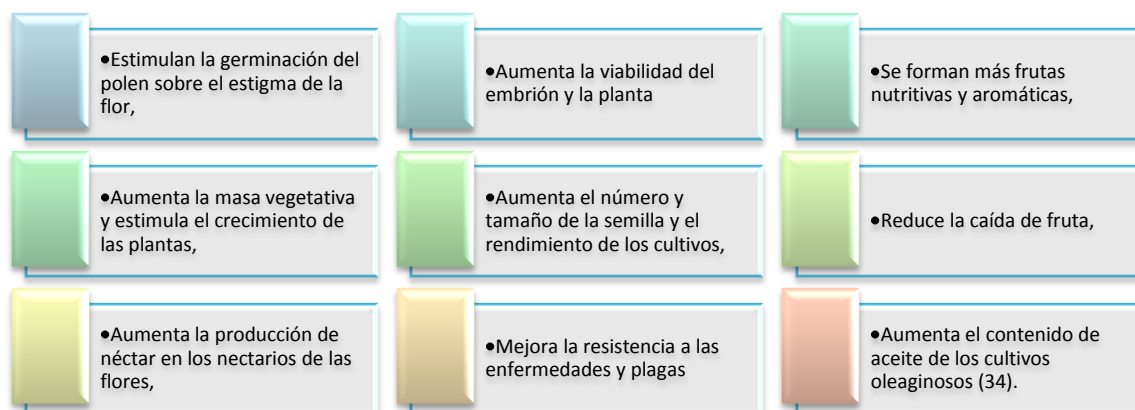 •Estimulan la germinación del
polen sobre el estigma de la
flor,
•Aumenta la viabilidad del
embrión y la planta
•Se forman más frutas
nutritivas y aromáticas,
•Aumenta la masa vegetativa
y estimula el crecimiento de
las plantas,
•Aumenta el número y
tamaño de la semilla y el
rendimiento de los cultivos,
•Reduce la caída de fruta,
•Aumenta la producción de
néctar en los nectarios de las
flores,
•Mejora la resistencia a las
enfermedades y plagas
•Aumenta el contenido de
aceite de los cultivos
oleaginosos (34).